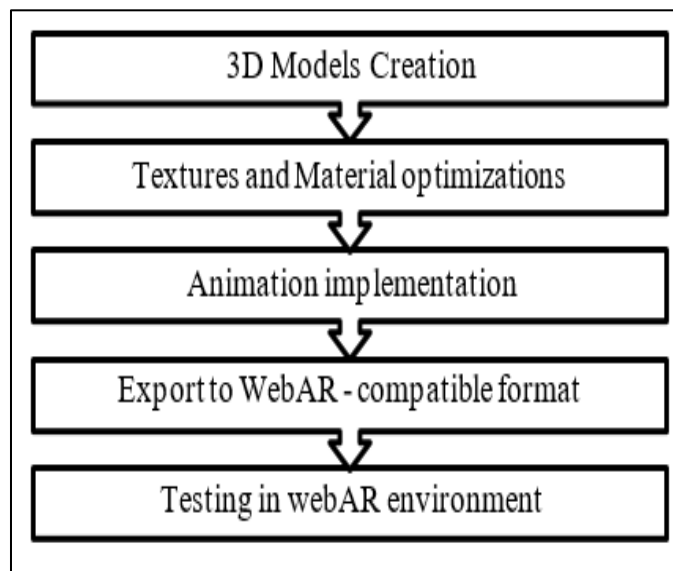 3D Models Creation
Textures and Material optimizations
Animation implementation
Export to WebAR - compatible format
Testing in webAR environment